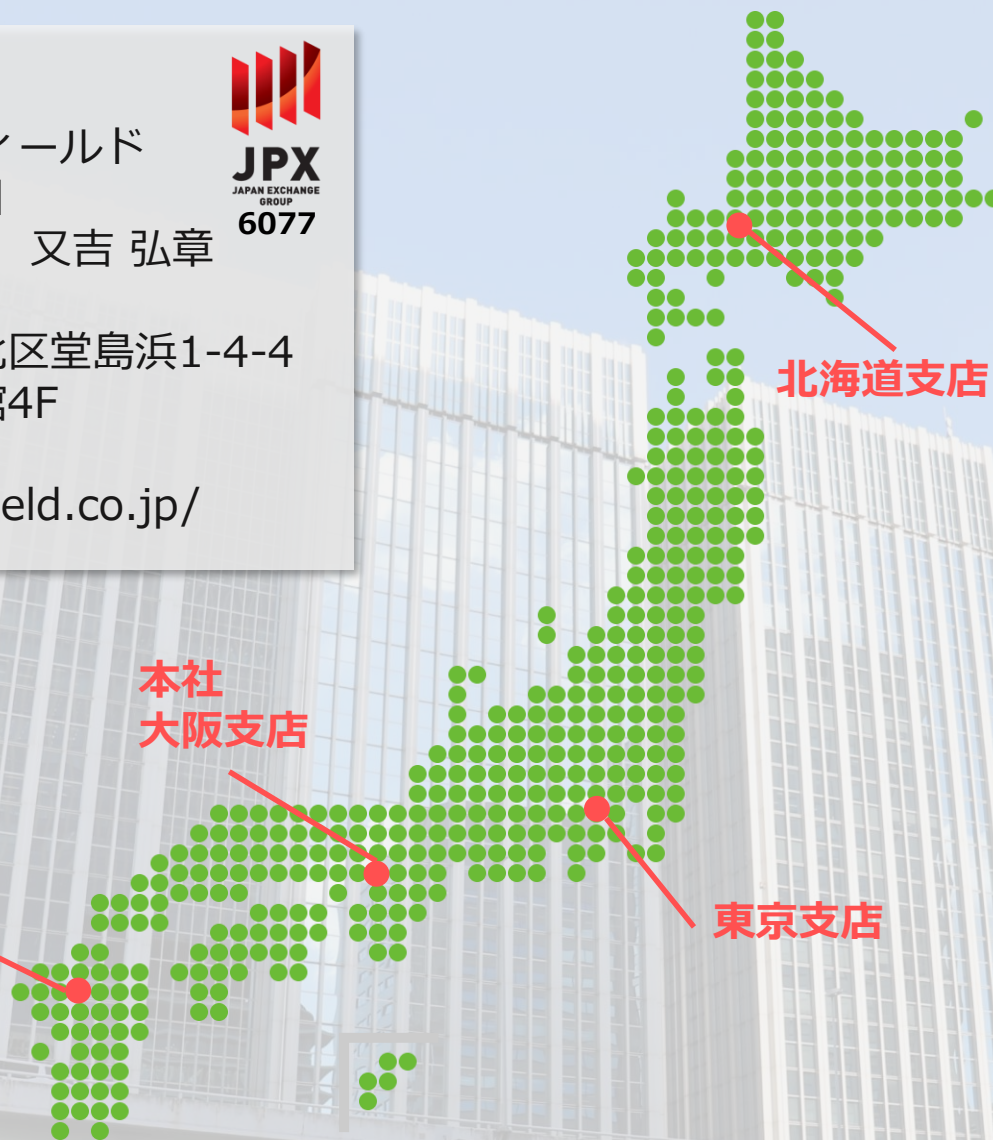 ィールド
JPX
JAPAN EXCHANGE
GROUP
6077
又吉 弘章
区堂島浜1-4-4
4F
eld.co.jp/
北海道支店
本社
大阪支店
東京支店